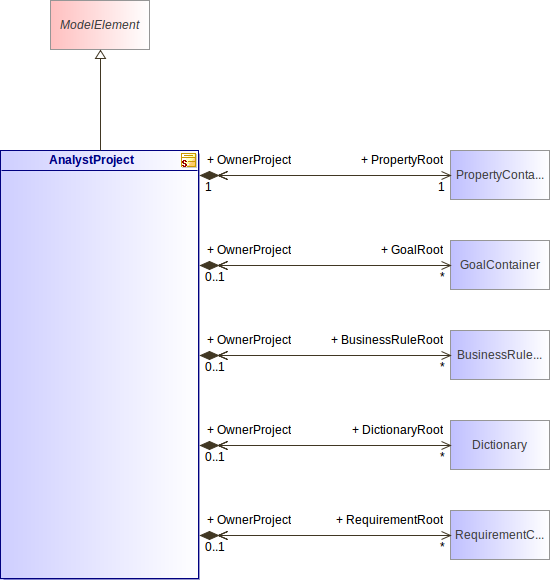 ModelElement
AnalystProject
S
+ OwnerProject + PropertyRoot
1 1
PropertyConta...
+ OwnerProject + GoalRoot
0..1 *
GoalContainer
+ OwnerProject + BusinessRuleRoot
0..1 *
BusinessRule...
+ OwnerProject + DictionaryRoot
0..1 *
Dictionary
+ OwnerProject + RequirementRoot
0..1 *
RequirementC...